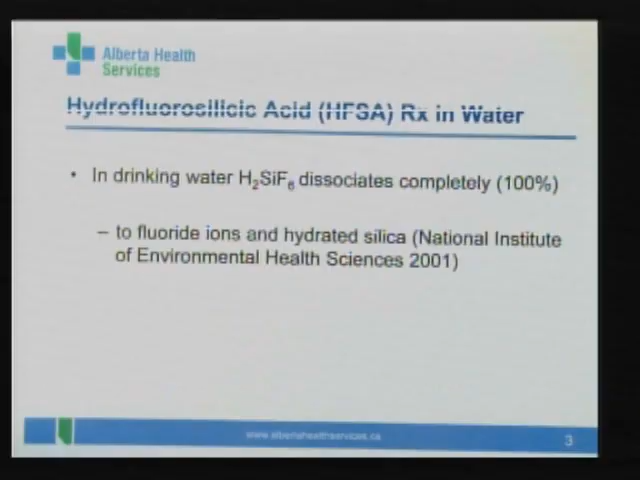 Alberta Health
Services
Hydrofluorosilicic Acid (HFSA) Rx in Water
• In drinking water H₂SiF₆ dissociates completely (100%)
– to fluoride ions and hydrated silica (National Institute
of Environmental Health Sciences 2001)
www.albertahealthservices.ca
3